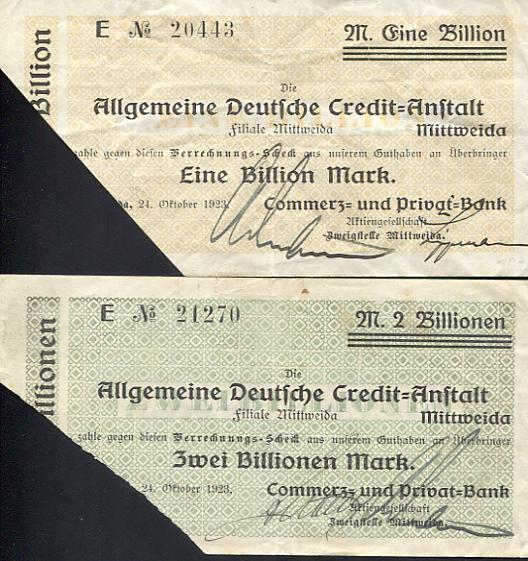 Billion
E № 20443
M. Eine Billion
Die
Allgemeine Deutsche Credit=Anstalt
Filiale Mittweida Mittweida
zahle gegen diesen Verrechnungs-Scheck aus unserem Guthaben an Überbringer
Eine Billion Mark.
da, 24. Oktober 1923. Commerz= und Privat=Bank
Aktiengesellschaft
Zweigstelle Mittweida.
illionen
E № 21270
M. 2 Billionen
Die
Allgemeine Deutsche Credit=Anstalt
Filiale Mittweida Mittweida
zahle gegen diesen Verrechnungs-Scheck aus unserem Guthaben an Überbringer
Zwei Billionen Mark.
24. Oktober 1923. Commerz= und Privat=Bank
Aktiengesellschaft
Zweigstelle Mittweida.